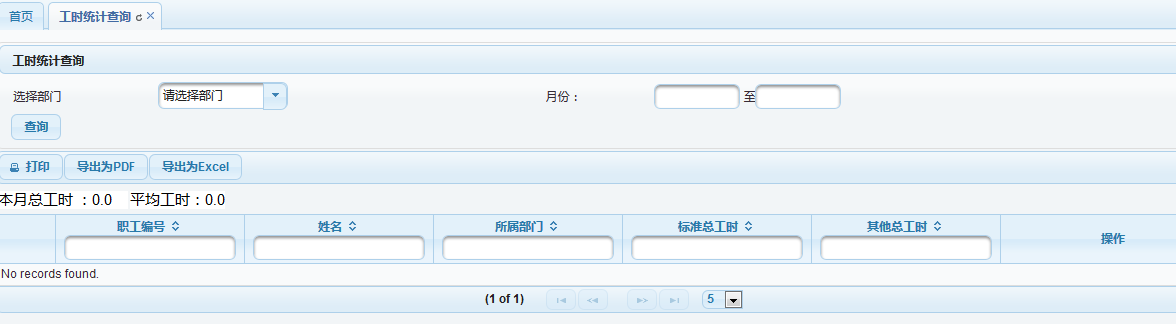 首页 工时统计查询
工时统计查询
选择部门 请选择部门 月份： 至
查询
打印 导出为PDF 导出为Excel
本月总工时 ：0.0 平均工时：0.0
职工编号 姓名 所属部门 标准总工时 其他总工时 操作
No records found.
(1 of 1) 5